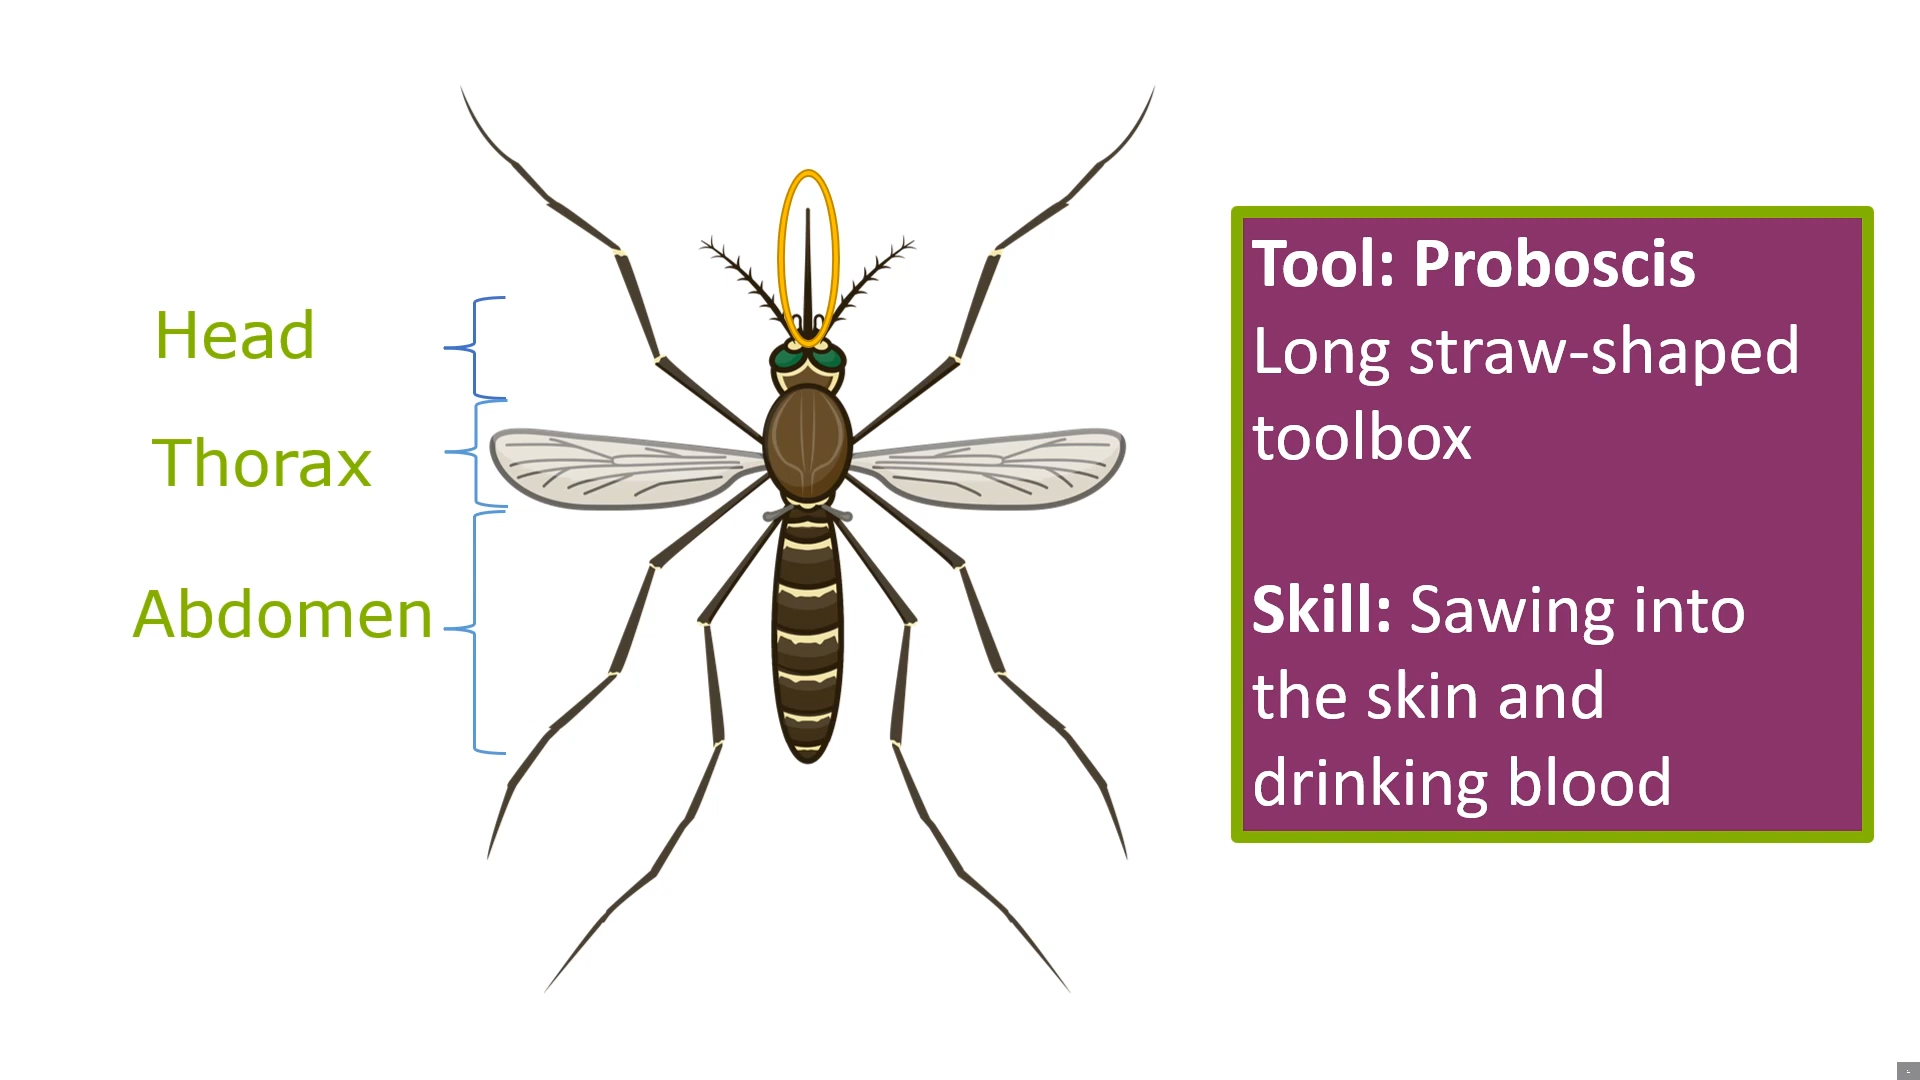 Head
Thorax
Abdomen
Tool: Proboscis
Long straw-shaped
toolbox
Skill: Sawing into
the skin and
drinking blood